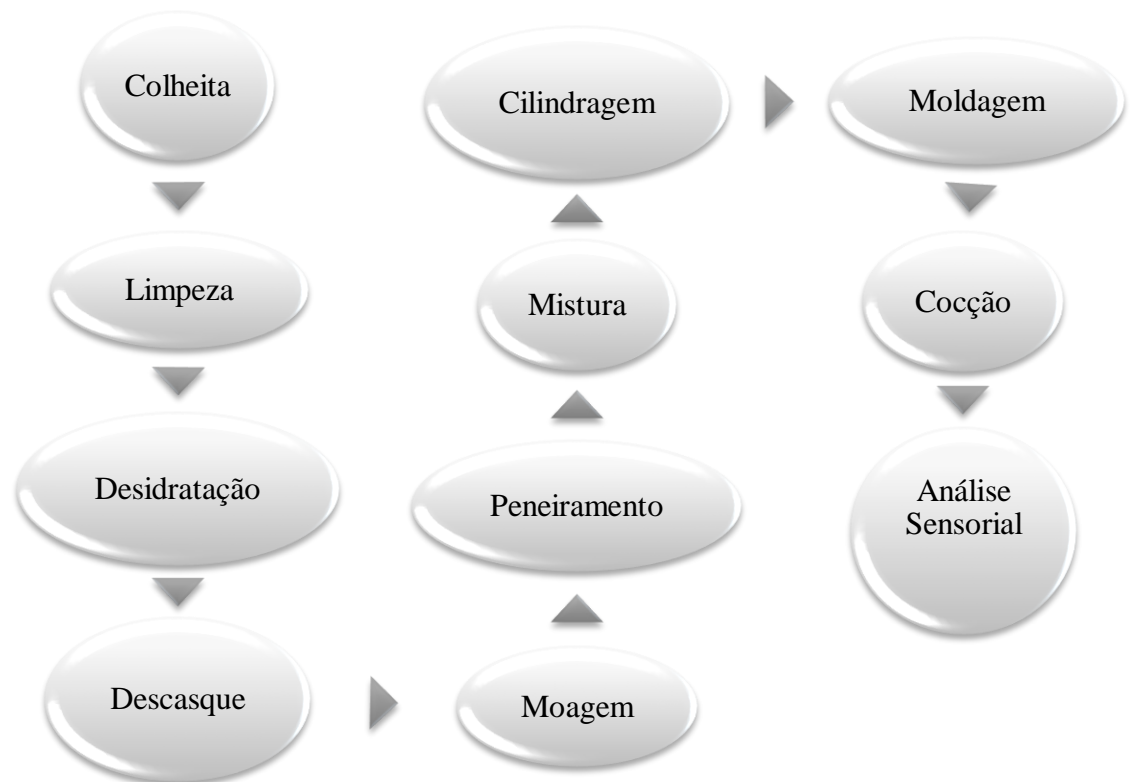 Colheita
Limpeza
Desidratação
Descasque
Moagem
Peneiramento
Mistura
Cilindragem
Moldagem
Cocção
Análise
Sensorial